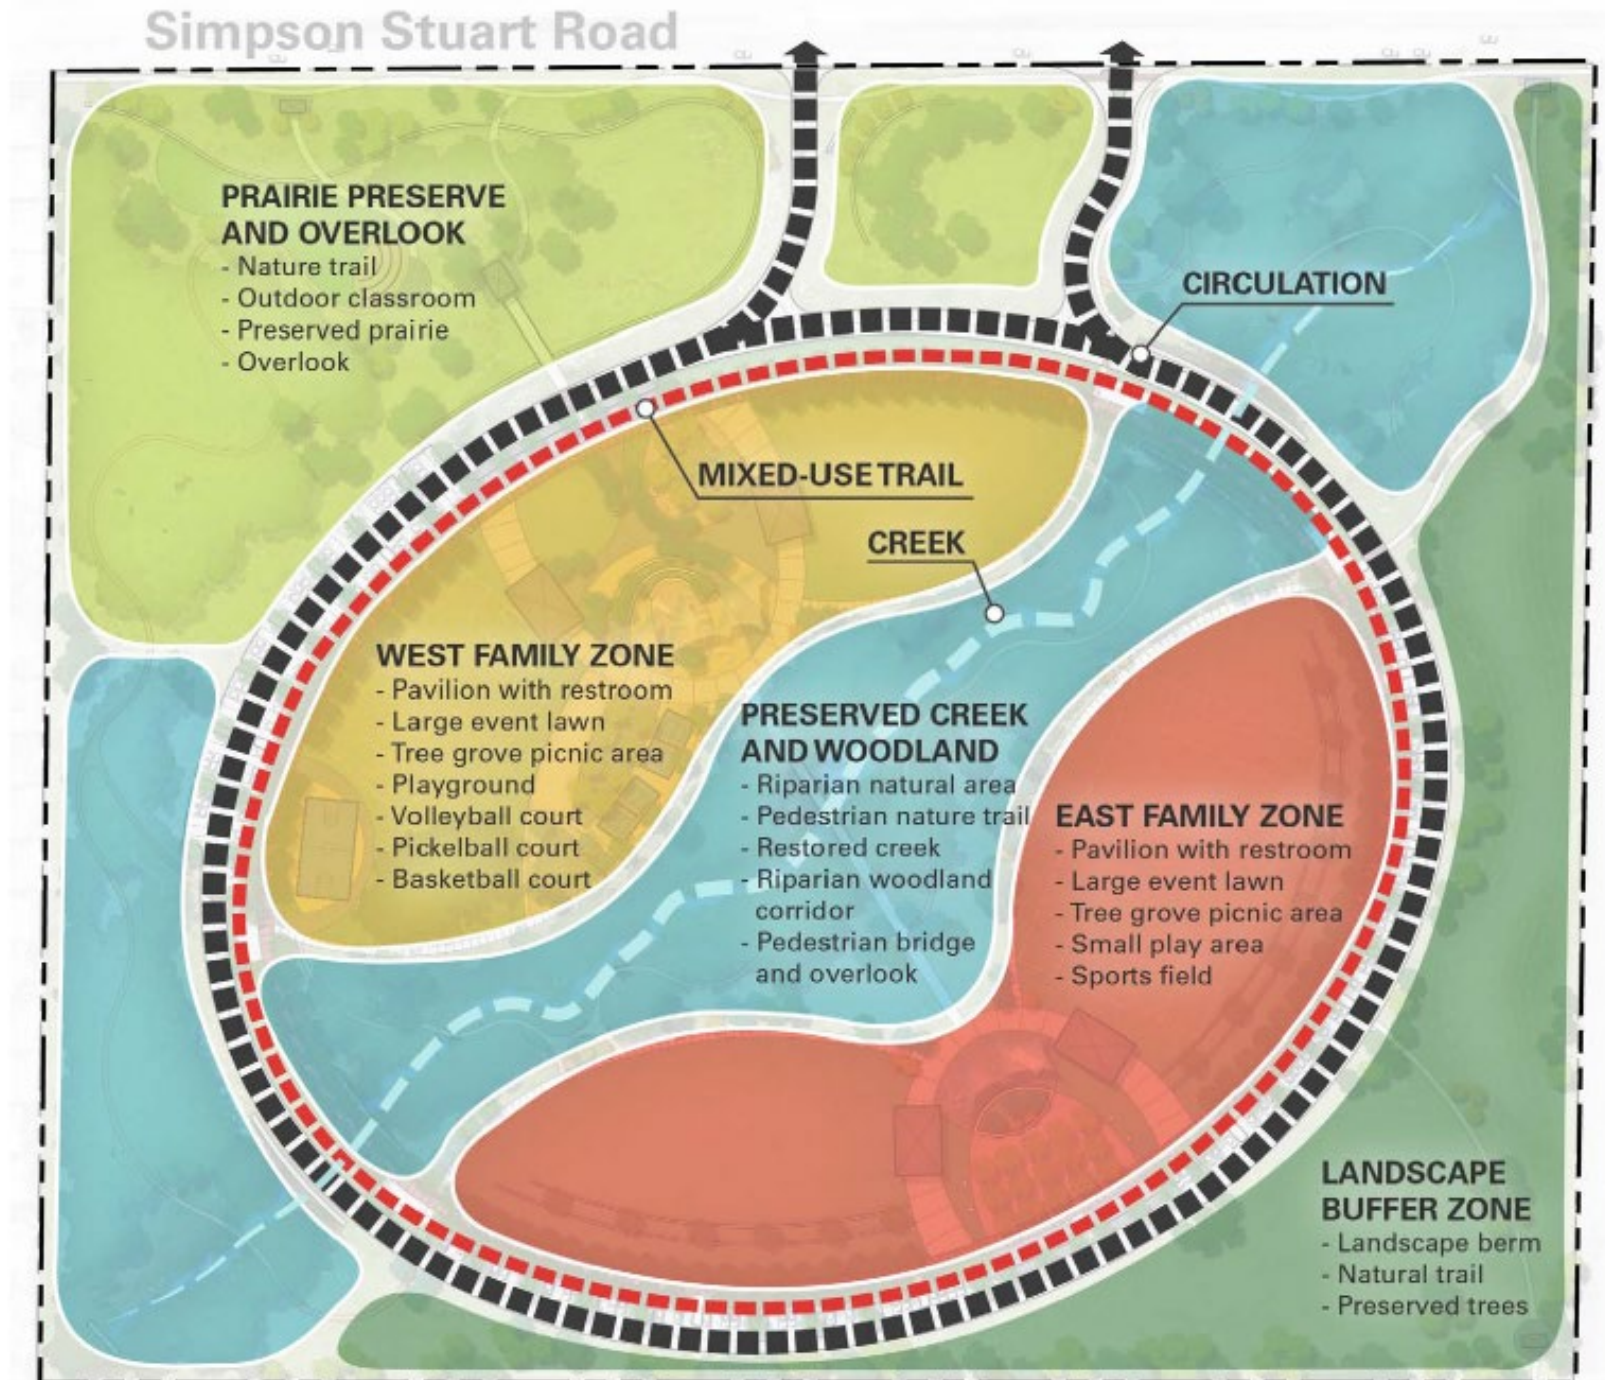 Simpson Stuart Road
PRAIRIE PRESERVE
AND OVERLOOK
- Nature trail
- Outdoor classroom
- Preserved prairie
- Overlook
CIRCULATION
MIXED-USE TRAIL
CREEK
WEST FAMILY ZONE
- Pavilion with restroom
- Large event lawn
- Tree grove picnic area
- Playground
- Volleyball court
- Pickelball court
- Basketball court
PRESERVED CREEK
AND WOODLAND
- Riparian natural area
- Pedestrian nature trail
- Restored creek
- Riparian woodland
corridor
- Pedestrian bridge
and overlook
EAST FAMILY ZONE
- Pavilion with restroom
- Large event lawn
- Tree grove picnic area
- Small play area
- Sports field
LANDSCAPE
BUFFER ZONE
- Landscape berm
- Natural trail
- Preserved trees